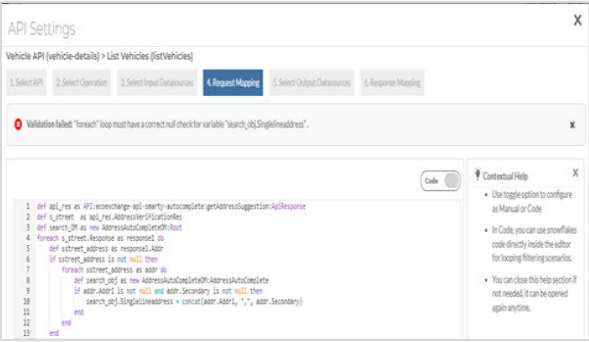 API Settings
X
Vehicle API (vehicle-details) > List Vehicles (listVehicles)
1. Select API
2. Select Operation
3. Select Input Datasources
4. Request Mapping
5. Select Output Datasources
6. Response Mapping
Validation failed: "foreach" loop must have a correct null check for variable "search_obj.Singlelineaddress" .
x
Code
1 def api_res as API:ecoexchange-api-smarty-autocomplete:getAddressSuggestion:ApiResponse
2 def s_street as api_res.AddressVerificationRes
3 def search_OM as new AddressAutoCompleteOM:Root
4 foreach s_street.Response as response1 do
5 def sstreet_address as response1.Addr
6 if sstreet_address is not null then
7 foreach sstreet_address as addr do
8 def search_obj as new AddressAutoCompleteOM:AddressAutoComplete
9 if addr.Addr1 is not null and addr.Secondary is not null then
10 search_obj.Singlelineaddress = concat(addr.Addr1, ",", addr.Secondary)
11 end
12 end
13 end
Contextual Help
X
Use toggle option to configure
as Manual or Code
In Code, you can use snowflakes
code directly inside the editor
for looping/filtering scenarios.
You can close this help section if
not needed. it can be opened
again anytime.